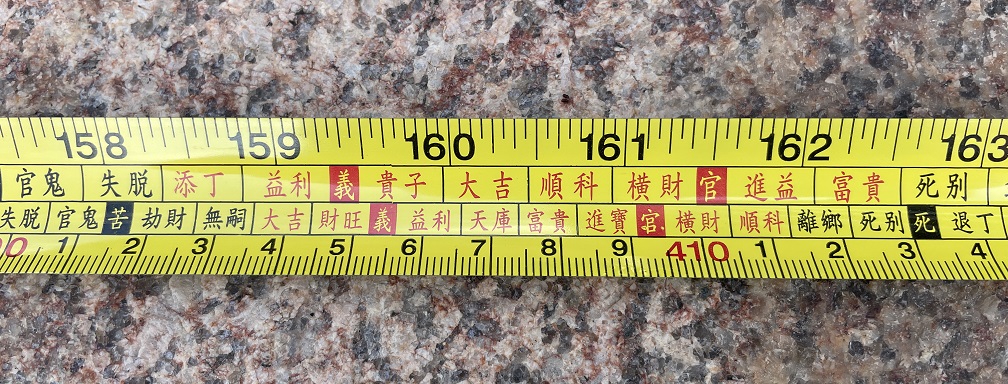 158 159 160 161 162 163
官鬼 失脱 添丁 益利 義 貴子 大吉 順科 横財 官 進益 富貴 死别
失脱 官鬼 苦 劫財 無嗣 大吉 財旺 義 益利 天庫 富貴 進寶 官 横財 順科 離鄉 死别 死 退丁
0 1 2 3 4 5 6 7 8 9 410 1 2 3 4